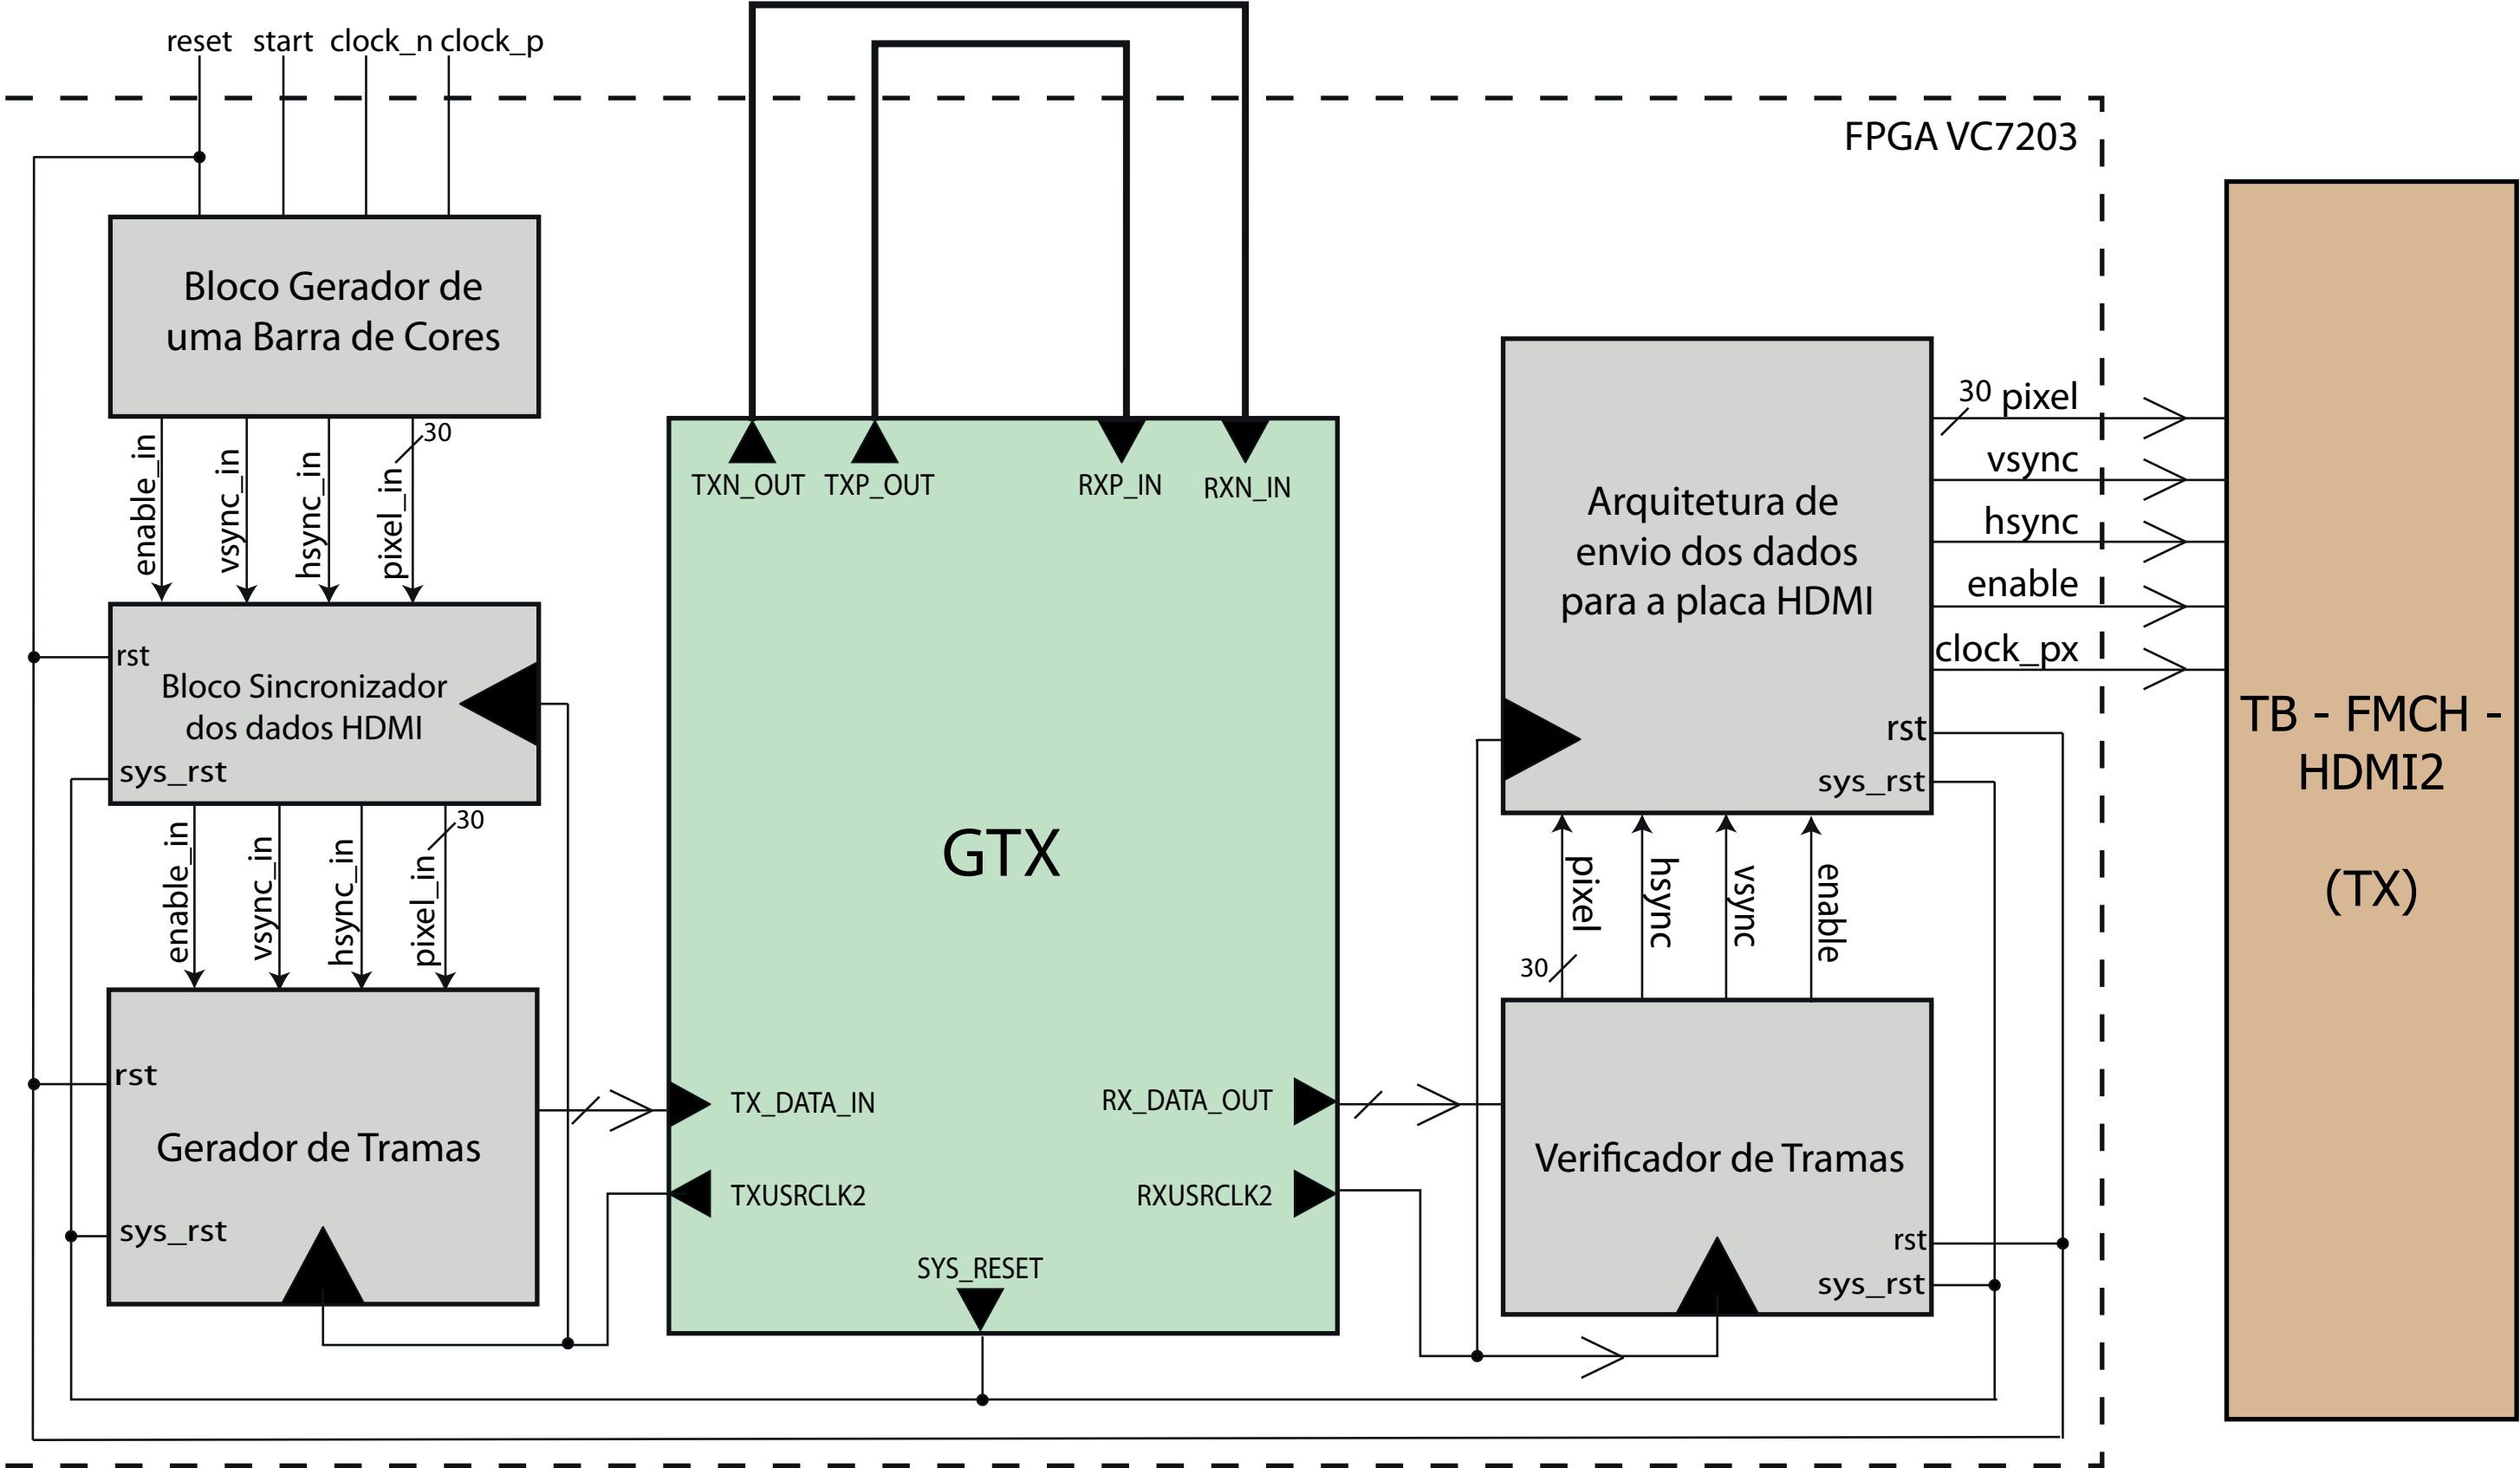 reset start clock_n clock_p
FPGA VC7203
Bloco Gerador de
uma Barra de Cores
enable_in
vsync_in
hsync_in
pixel_in
30
rst
Bloco Sincronizador
dos dados HDMI
sys_rst
enable_in
vsync_in
hsync_in
pixel_in
30
rst
Gerador de Tramas
sys_rst
TXN_OUT
TXP_OUT
RXP_IN
RXN_IN
GTX
TX_DATA_IN
RX_DATA_OUT
TXUSRCLK2
RXUSRCLK2
SYS_RESET
Arquitetura de
envio dos dados
para a placa HDMI
rst
sys_rst
30
pixel
vsync
hsync
enable
clock_px
pixel
hsync
vsync
enable
30
Verificador de Tramas
rst
sys_rst
TB - FMCH -
HDMI2
(TX)